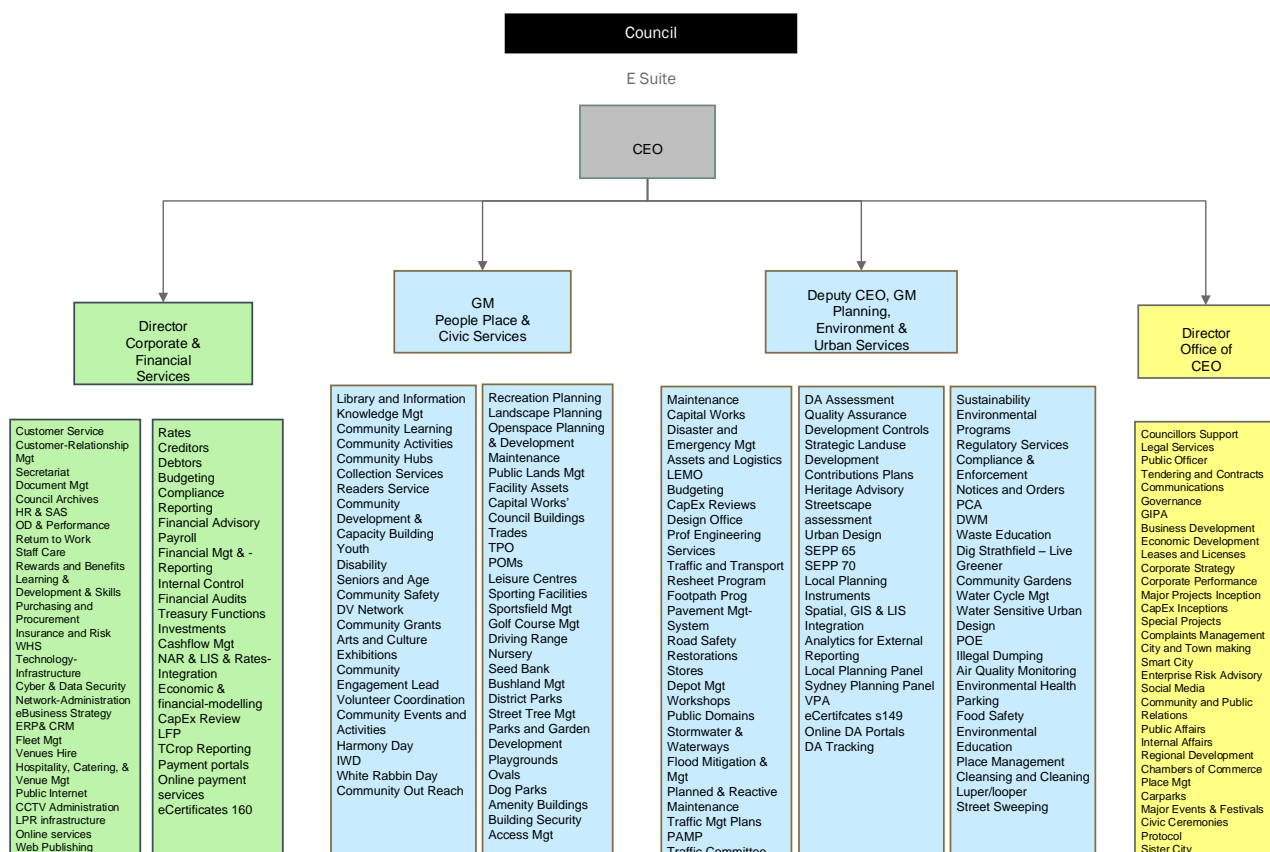 Council
E Suite
CEO
Director
Corporate &
Financial
Services
GM
People Place &
Civic Services
Deputy CEO, GM
Planning,
Environment &
Urban Services
Director
Office of
CEO
Customer Service
Customer-Relationship
Mgt
Secretariat
Document Mgt
Council Archives
HR & SAS
OD & Performance
Return to Work
Staff Care
Rewards and Benefits
Learning &
Development & Skills
Purchasing and
Procurement
Insurance and Risk
WHS
Technology-
Infrastructure
Cyber & Data Security
Network-Administration
eBusiness Strategy
ERP& CRM
Fleet Mgt
Venues Hire
Hospitality, Catering, &
Venue Mgt
Public Internet
CCTV Administration
LPR infrastructure
Online services
Web Publishing
Rates
Creditors
Debtors
Budgeting
Compliance
Reporting
Financial Advisory
Payroll
Financial Mgt & -
Reporting
Internal Control
Financial Audits
Treasury Functions
Investments
Cashflow Mgt
NAR & LIS & Rates-
Integration
Economic &
financial-modelling
CapEx Review
LFP
TCrop Reporting
Payment portals
Online payment
services
eCertificates 160
Library and Information
Knowledge Mgt
Community Learning
Community Activities
Community Hubs
Collection Services
Readers Service
Community
Development &
Capacity Building
Youth
Disability
Seniors and Age
Community Safety
DV Network
Community Grants
Arts and Culture
Exhibitions
Community
Engagement Lead
Volunteer Coordination
Community Events and
Activities
Harmony Day
IWD
White Rabbin Day
Community Out Reach
Recreation Planning
Landscape Planning
Openspace Planning
& Development
Maintenance
Public Lands Mgt
Facility Assets
Capital Works'
Council Buildings
Trades
TPO
POMs
Leisure Centres
Sporting Facilities
Sportsfield Mgt
Golf Course Mgt
Driving Range
Nursery
Seed Bank
Bushland Mgt
District Parks
Street Tree Mgt
Parks and Garden
Development
Playgrounds
Ovals
Dog Parks
Amenity Buildings
Building Security
Access Mgt
Maintenance
Capital Works
Disaster and
Emergency Mgt
Assets and Logistics
LEMO
Budgeting
CapEx Reviews
Design Office
Prof Engineering
Services
Traffic and Transport
Resheet Program
Footpath Prog
Pavement Mgt-
System
Road Safety
Restorations
Stores
Depot Mgt
Workshops
Public Domains
Stormwater &
Waterways
Flood Mitigation &
Mgt
Planned & Reactive
Maintenance
Traffic Mgt Plans
PAMP
Traffic Committee
DA Assessment
Quality Assurance
Development Controls
Strategic Landuse
Development
Contributions Plans
Heritage Advisory
Streetscape
assessment
Urban Design
SEPP 65
SEPP 70
Local Planning
Instruments
Spatial, GIS & LIS
Integration
Analytics for External
Reporting
Local Planning Panel
Sydney Planning Panel
VPA
eCertifcates s149
Online DA Portals
DA Tracking
Sustainability
Environmental
Programs
Regulatory Services
Compliance &
Enforcement
Notices and Orders
PCA
DWM
Waste Education
Dig Strathfield – Live
Greener
Community Gardens
Water Cycle Mgt
Water Sensitive Urban
Design
POE
Illegal Dumping
Air Quality Monitoring
Environmental Health
Parking
Food Safety
Environmental
Education
Place Management
Cleansing and Cleaning
Luper/looper
Street Sweeping
Councillors Support
Legal Services
Public Officer
Tendering and Contracts
Communications
Governance
GIPA
Business Development
Economic Development
Leases and Licenses
Corporate Strategy
Corporate Performance
Major Projects Inception
CapEx Inceptions
Special Projects
Complaints Management
City and Town making
Smart City
Enterprise Risk Advisory
Social Media
Community and Public
Relations
Public Affairs
Internal Affairs
Regional Development
Chambers of Commerce
Place Mgt
Carparks
Major Events & Festivals
Civic Ceremonies
Protocol
Sister City